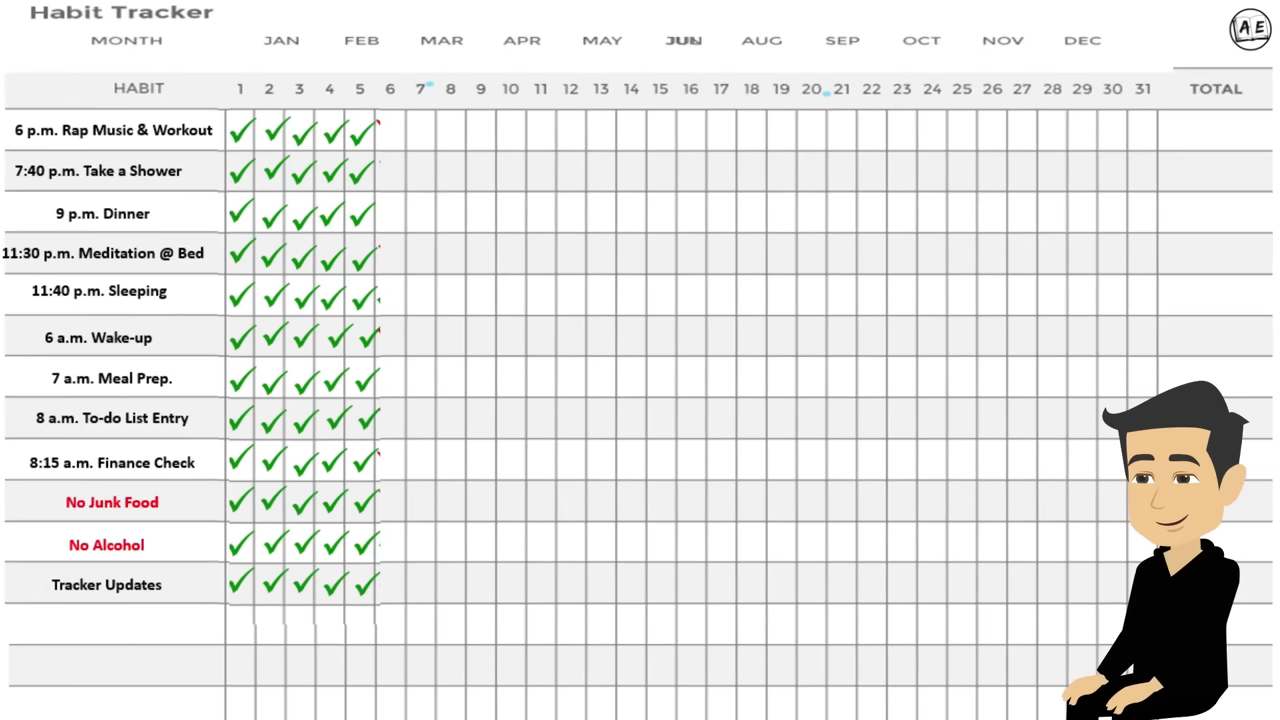 Habit Tracker
MONTH JAN FEB MAR APR MAY JUN AUG SEP OCT NOV DEC
AE
HABIT 1 2 3 4 5 6 7 8 9 10 11 12 13 14 15 16 17 18 19 20 21 22 23 24 25 26 27 28 29 30 31 TOTAL
6 p.m. Rap Music & Workout
7:40 p.m. Take a Shower
9 p.m. Dinner
11:30 p.m. Meditation @ Bed
11:40 p.m. Sleeping
6 a.m. Wake-up
7 a.m. Meal Prep.
8 a.m. To-do List Entry
8:15 a.m. Finance Check
No Junk Food
No Alcohol
Tracker Updates